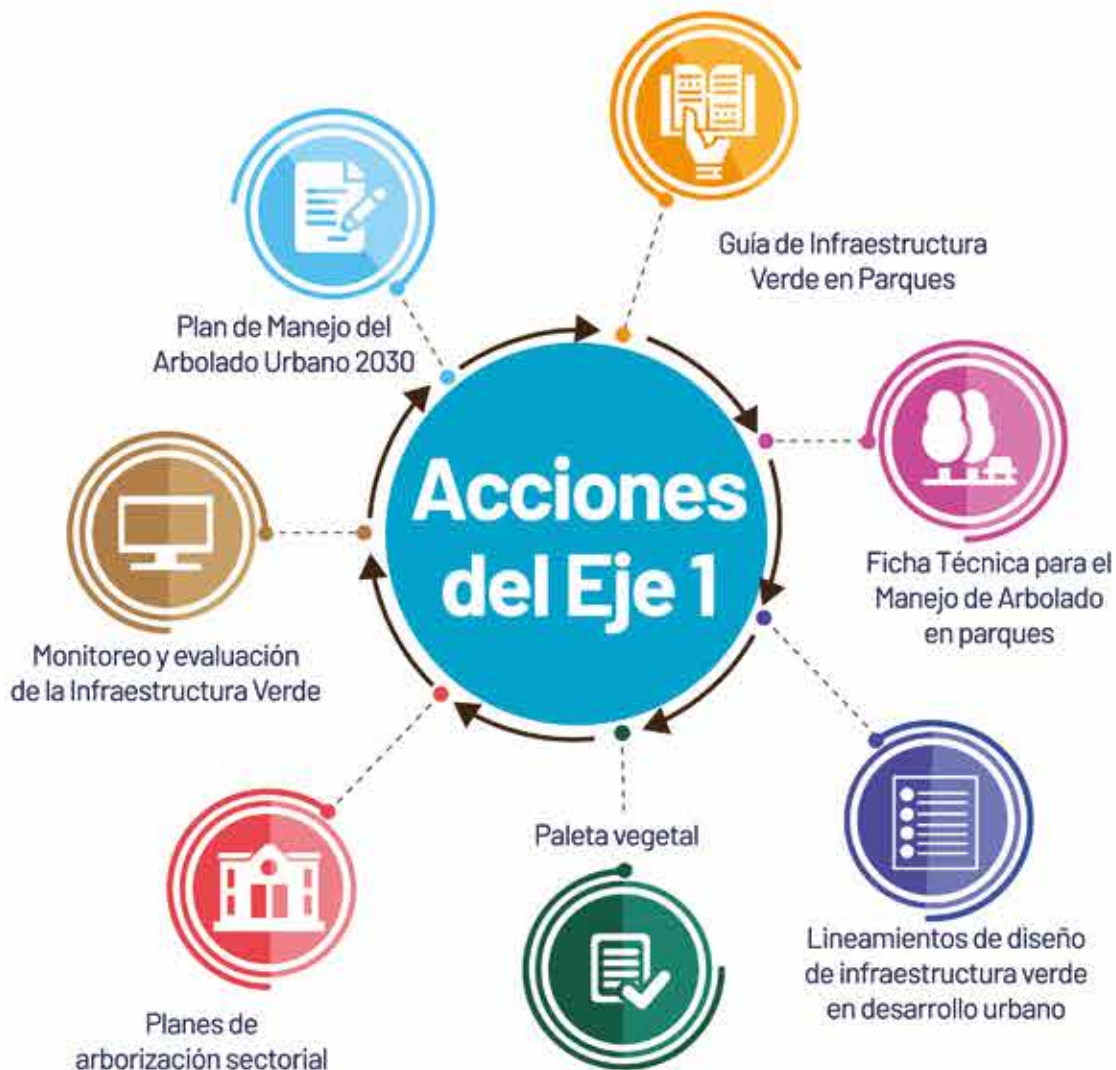 Guía de Infraestructura
Verde en Parques
Plan de Manejo del
Arbolado Urbano 2030
Acciones
del Eje 1
Ficha Técnica para el
Manejo de Arbolado
en parques
Monitoreo y evaluación
de la Infraestructura Verde
Paleta vegetal
Lineamientos de diseño
de infraestructura verde
en desarrollo urbano
Planes de
arborización sectorial